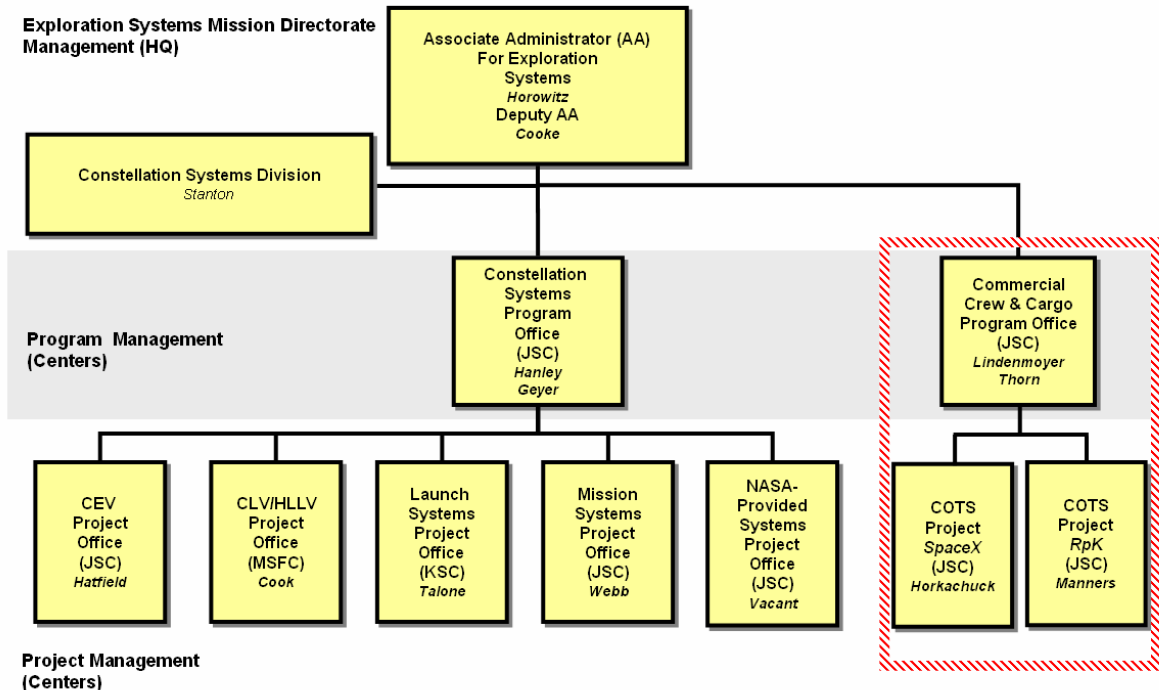 Exploration Systems Mission Directorate
Management (HQ)
Associate Administrator (AA)
For Exploration
Systems
Horowitz
Deputy AA
Cooke
Constellation Systems Division
Stanton
Program Management
(Centers)
Constellation
Systems
Program
Office
(JSC)
Hanley
Geyer
Commercial
Crew & Cargo
Program Office
(JSC)
Lindenmoyer
Thorn
CEV
Project
Office
(JSC)
Hatfield
CLV/HLLV
Project
Office
(MSFC)
Cook
Launch
Systems
Project
Office
(KSC)
Talone
Mission
Systems
Project
Office
(JSC)
Webb
NASA-
Provided
Systems
Project
Office
(JSC)
Vacant
COTS
Project
SpaceX
(JSC)
Horkachuck
COTS
Project
RpK
(JSC)
Manners
Project Management
(Centers)